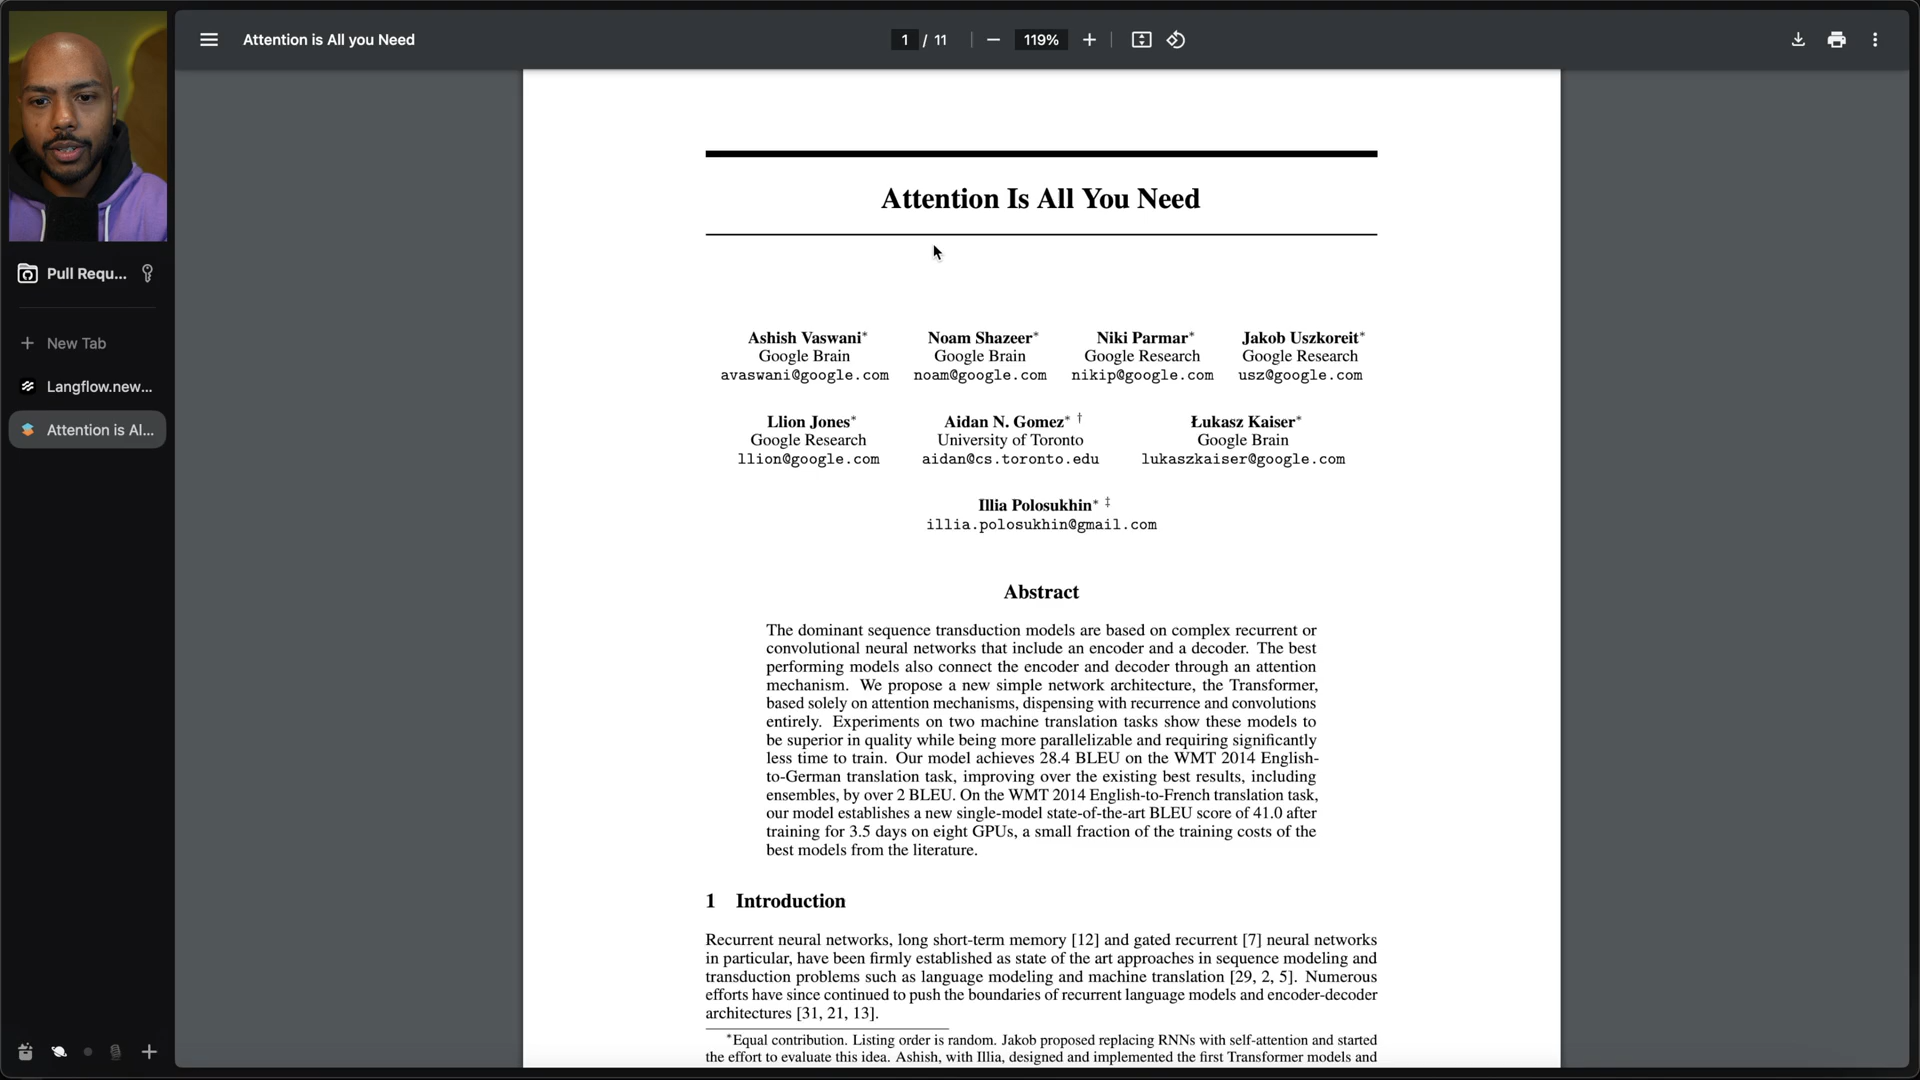 Attention is All you Need
1 / 11
119%
Pull Requ...
New Tab
Langflow.new...
Attention is Al...
Attention Is All You Need
Ashish Vaswani* Noam Shazeer* Niki Parmar* Jakob Uszkoreit*
Google Brain Google Brain Google Research Google Research
avaswani@google.com noam@google.com nikip@google.com usz@google.com
Llion Jones* Aidan N. Gomez* † Łukasz Kaiser*
Google Research University of Toronto Google Brain
llion@google.com aidan@cs.toronto.edu lukaszkaiser@google.com
Illia Polosukhin* ‡
illia.polosukhin@gmail.com
Abstract
The dominant sequence transduction models are based on complex recurrent or
convolutional neural networks that include an encoder and a decoder. The best
performing models also connect the encoder and decoder through an attention
mechanism. We propose a new simple network architecture, the Transformer,
based solely on attention mechanisms, dispensing with recurrence and convolutions
entirely. Experiments on two machine translation tasks show these models to
be superior in quality while being more parallelizable and requiring significantly
less time to train. Our model achieves 28.4 BLEU on the WMT 2014 English-
to-German translation task, improving over the existing best results, including
ensembles, by over 2 BLEU. On the WMT 2014 English-to-French translation task,
our model establishes a new single-model state-of-the-art BLEU score of 41.0 after
training for 3.5 days on eight GPUs, a small fraction of the training costs of the
best models from the literature.
1 Introduction
Recurrent neural networks, long short-term memory [12] and gated recurrent [7] neural networks
in particular, have been firmly established as state of the art approaches in sequence modeling and
transduction problems such as language modeling and machine translation [29, 2, 5]. Numerous
efforts have since continued to push the boundaries of recurrent language models and encoder-decoder
architectures [31, 21, 13].
*Equal contribution. Listing order is random. Jakob proposed replacing RNNs with self-attention and started
the effort to evaluate this idea. Ashish, with Illia, designed and implemented the first Transformer models and